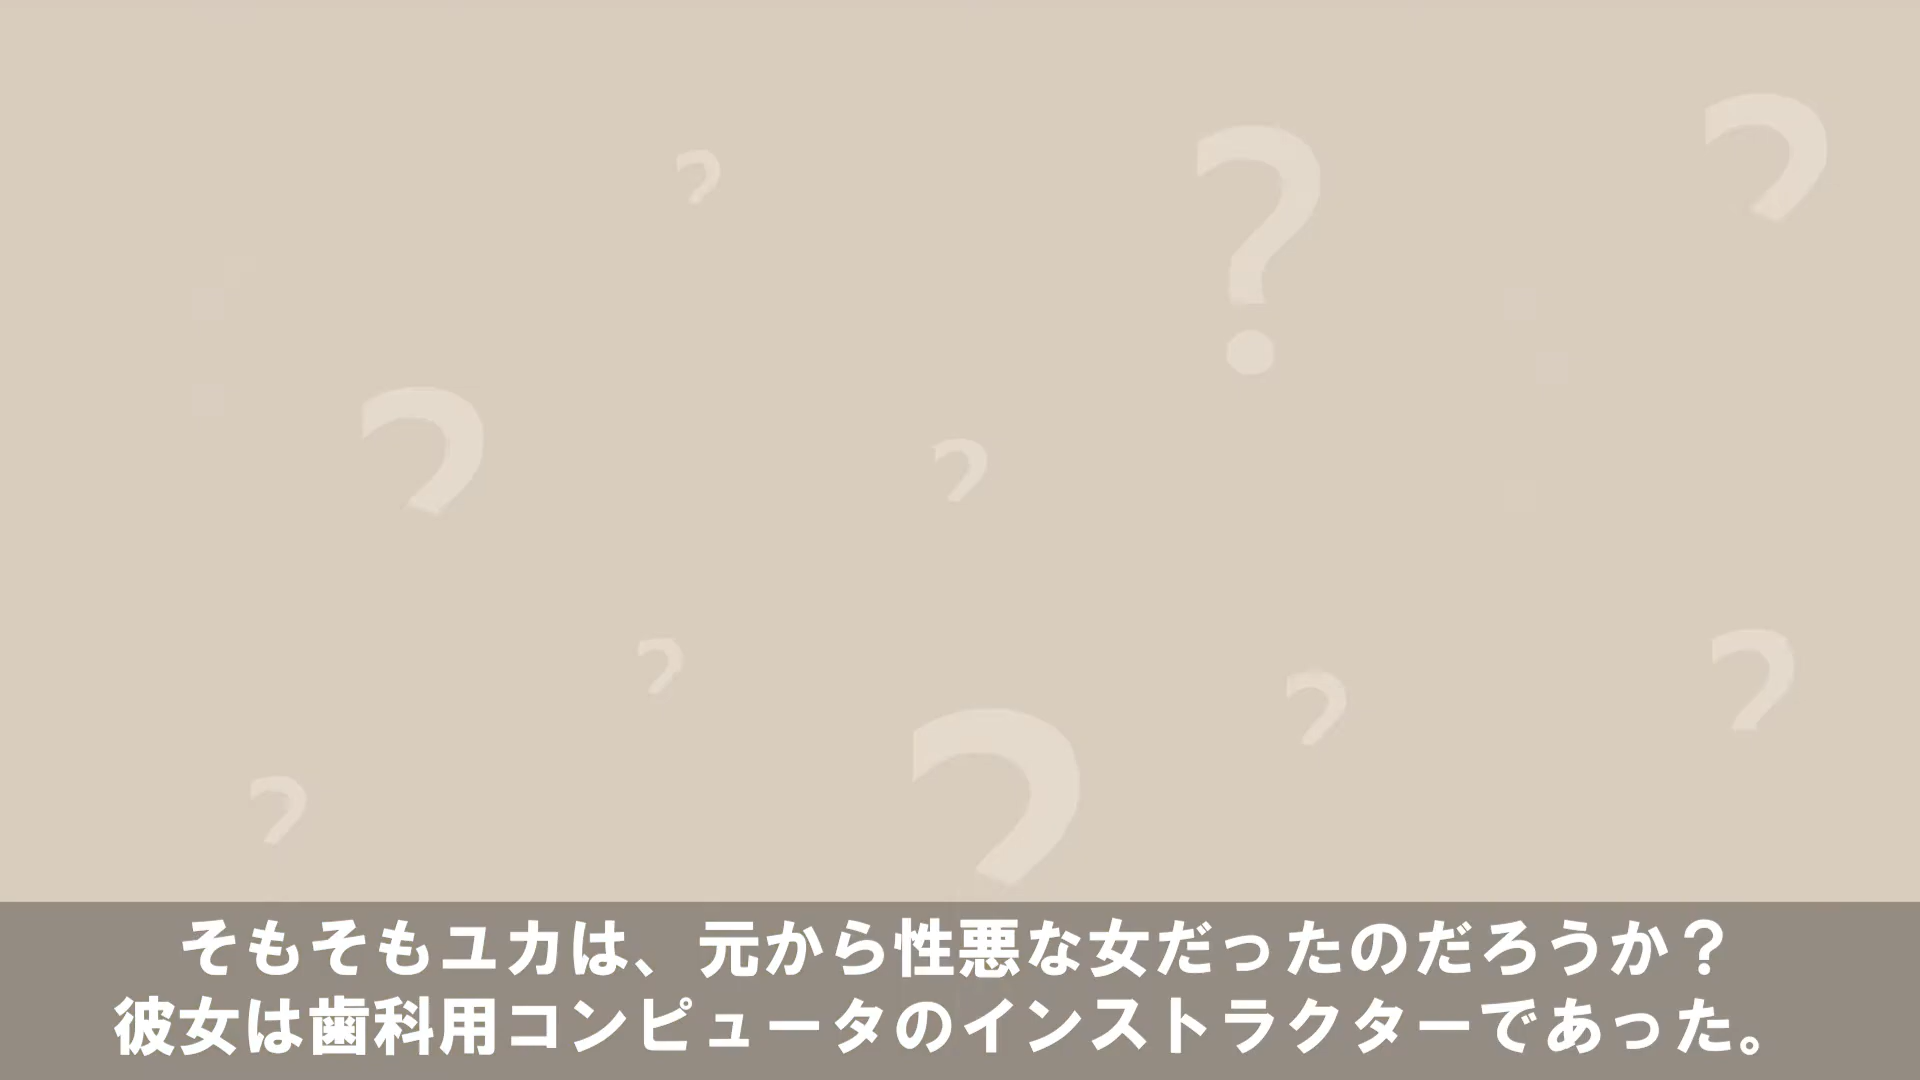 そもそもユカは、元から性悪な女だったのだろうか？
彼女は歯科用コンピュータのインストラクターであった。